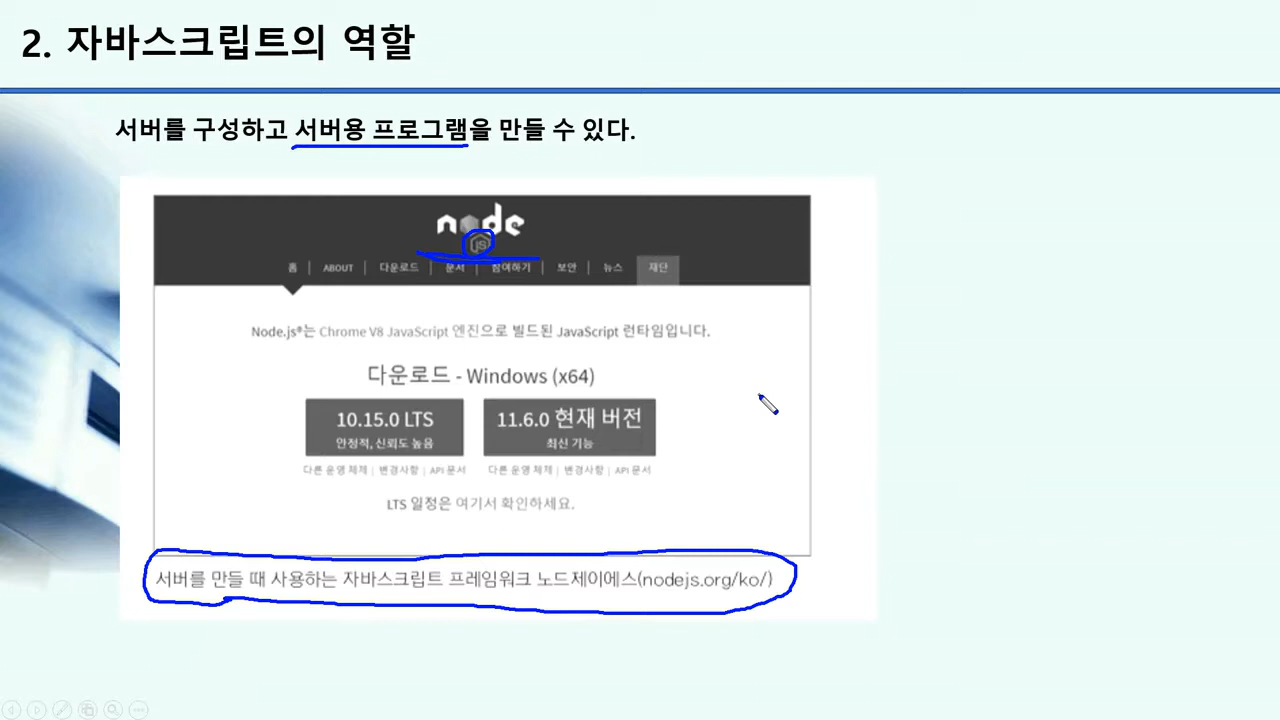 2. 자바스크립트의 역할
서버를 구성하고 서버용 프로그램을 만들 수 있다.
node
js
홈 | ABOUT | 다운로드 | 문서 | 참여하기 | 보안 | 뉴스 | 재단
Node.js®는 Chrome V8 JavaScript 엔진으로 빌드된 JavaScript 런타임입니다.
다운로드 - Windows (x64)
10.15.0 LTS 11.6.0 현재 버전
안정적, 신뢰도 높음 최신 기능
다른 운영 체제 | 변경사항 | API 문서 다른 운영 체제 | 변경사항 | API 문서
LTS 일정은 여기서 확인하세요.
서버를 만들 때 사용하는 자바스크립트 프레임워크 노드제이에스(nodejs.org/ko/)